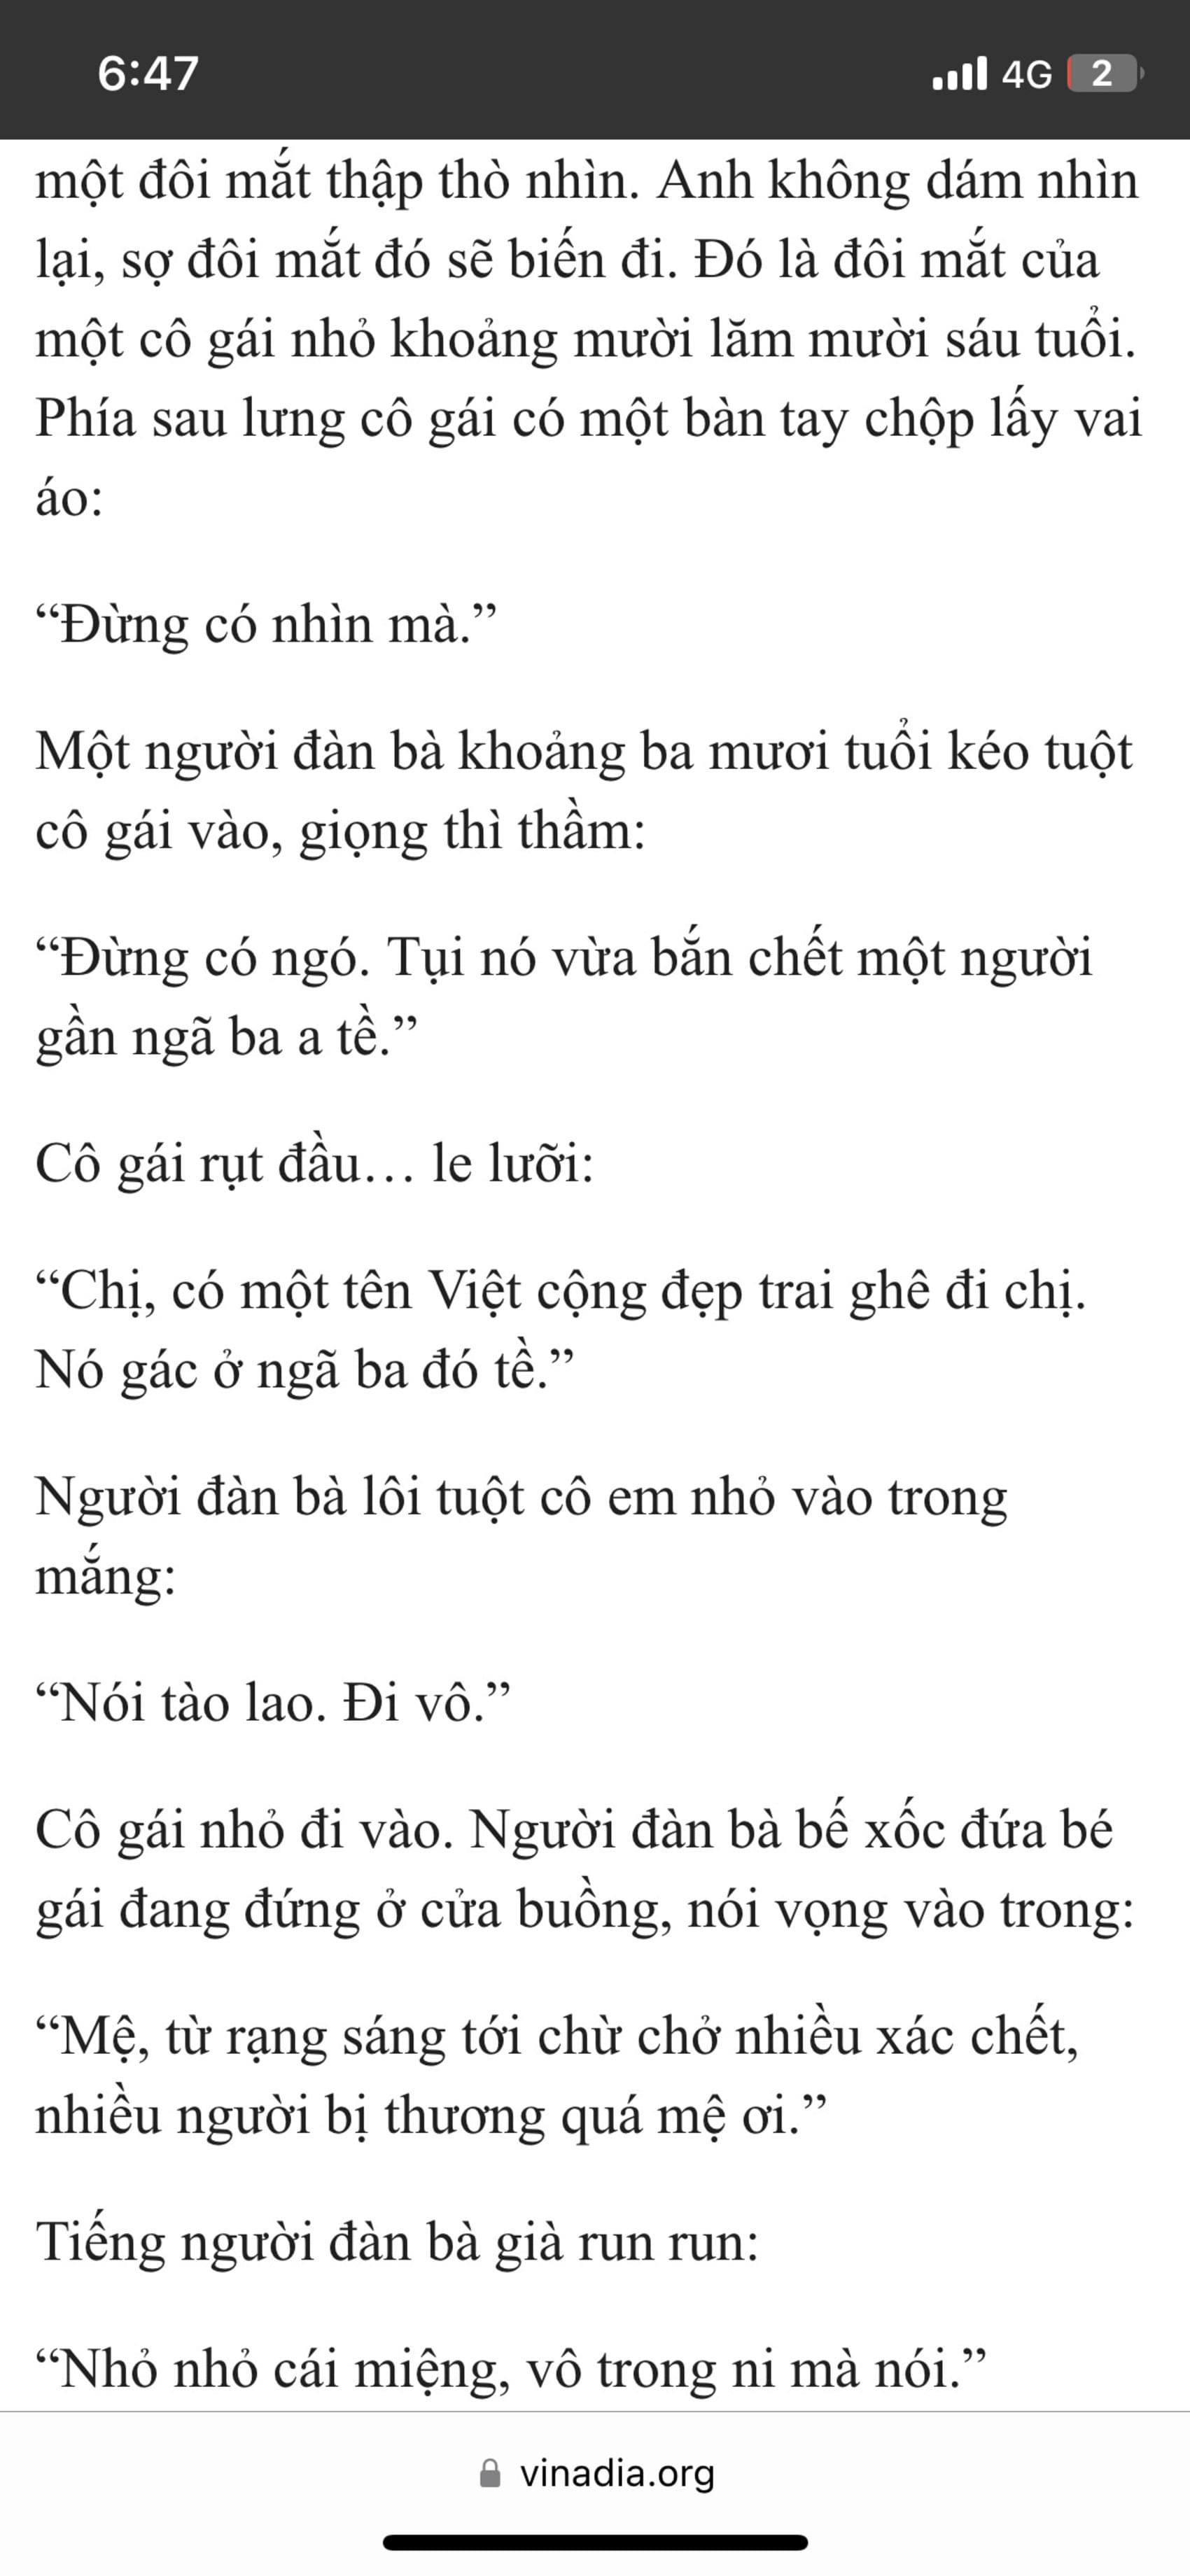 6:47
4G 2
một đôi mắt thập thò nhìn. Anh không dám nhìn
lại, sợ đôi mắt đó sẽ biến đi. Đó là đôi mắt của
một cô gái nhỏ khoảng mười lăm mười sáu tuổi.
Phía sau lưng cô gái có một bàn tay chộp lấy vai
áo:
“Đừng có nhìn mà.”
Một người đàn bà khoảng ba mươi tuổi kéo tuột
cô gái vào, giọng thì thầm:
“Đừng có ngó. Tụi nó vừa bắn chết một người
gần ngã ba a tề.”
Cô gái rụt đầu… le lưỡi:
“Chị, có một tên Việt cộng đẹp trai ghê đi chị.
Nó gác ở ngã ba đó tề.”
Người đàn bà lôi tuột cô em nhỏ vào trong
mắng:
“Nói tào lao. Đi vô.”
Cô gái nhỏ đi vào. Người đàn bà bế xốc đứa bé
gái đang đứng ở cửa buồng, nói vọng vào trong:
“Mệ, từ rạng sáng tới chừ chở nhiều xác chết,
nhiều người bị thương quá mệ ơi.”
Tiếng người đàn bà già run run:
“Nhỏ nhỏ cái miệng, vô trong ni mà nói.”
vinadia.org